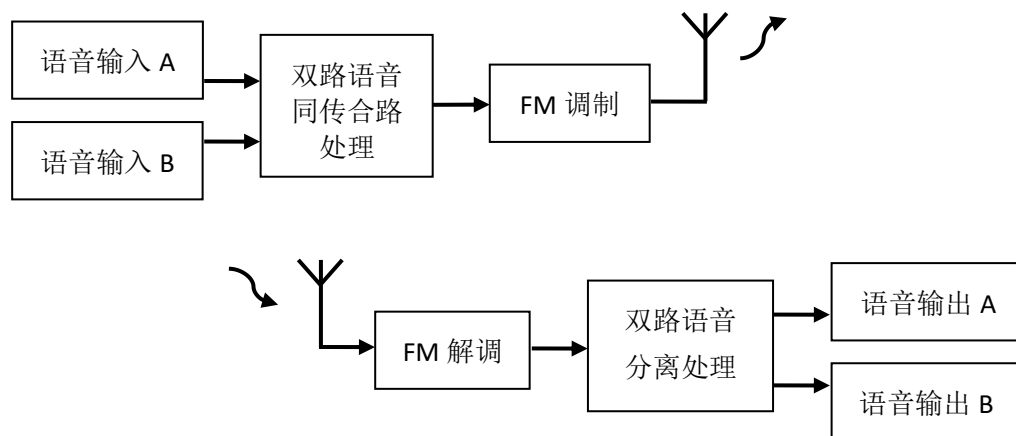 语音输入 A
语音输入 B
双路语音
同传合路
处理
FM 调制
FM 解调
双路语音
分离处理
语音输出 A
语音输出 B